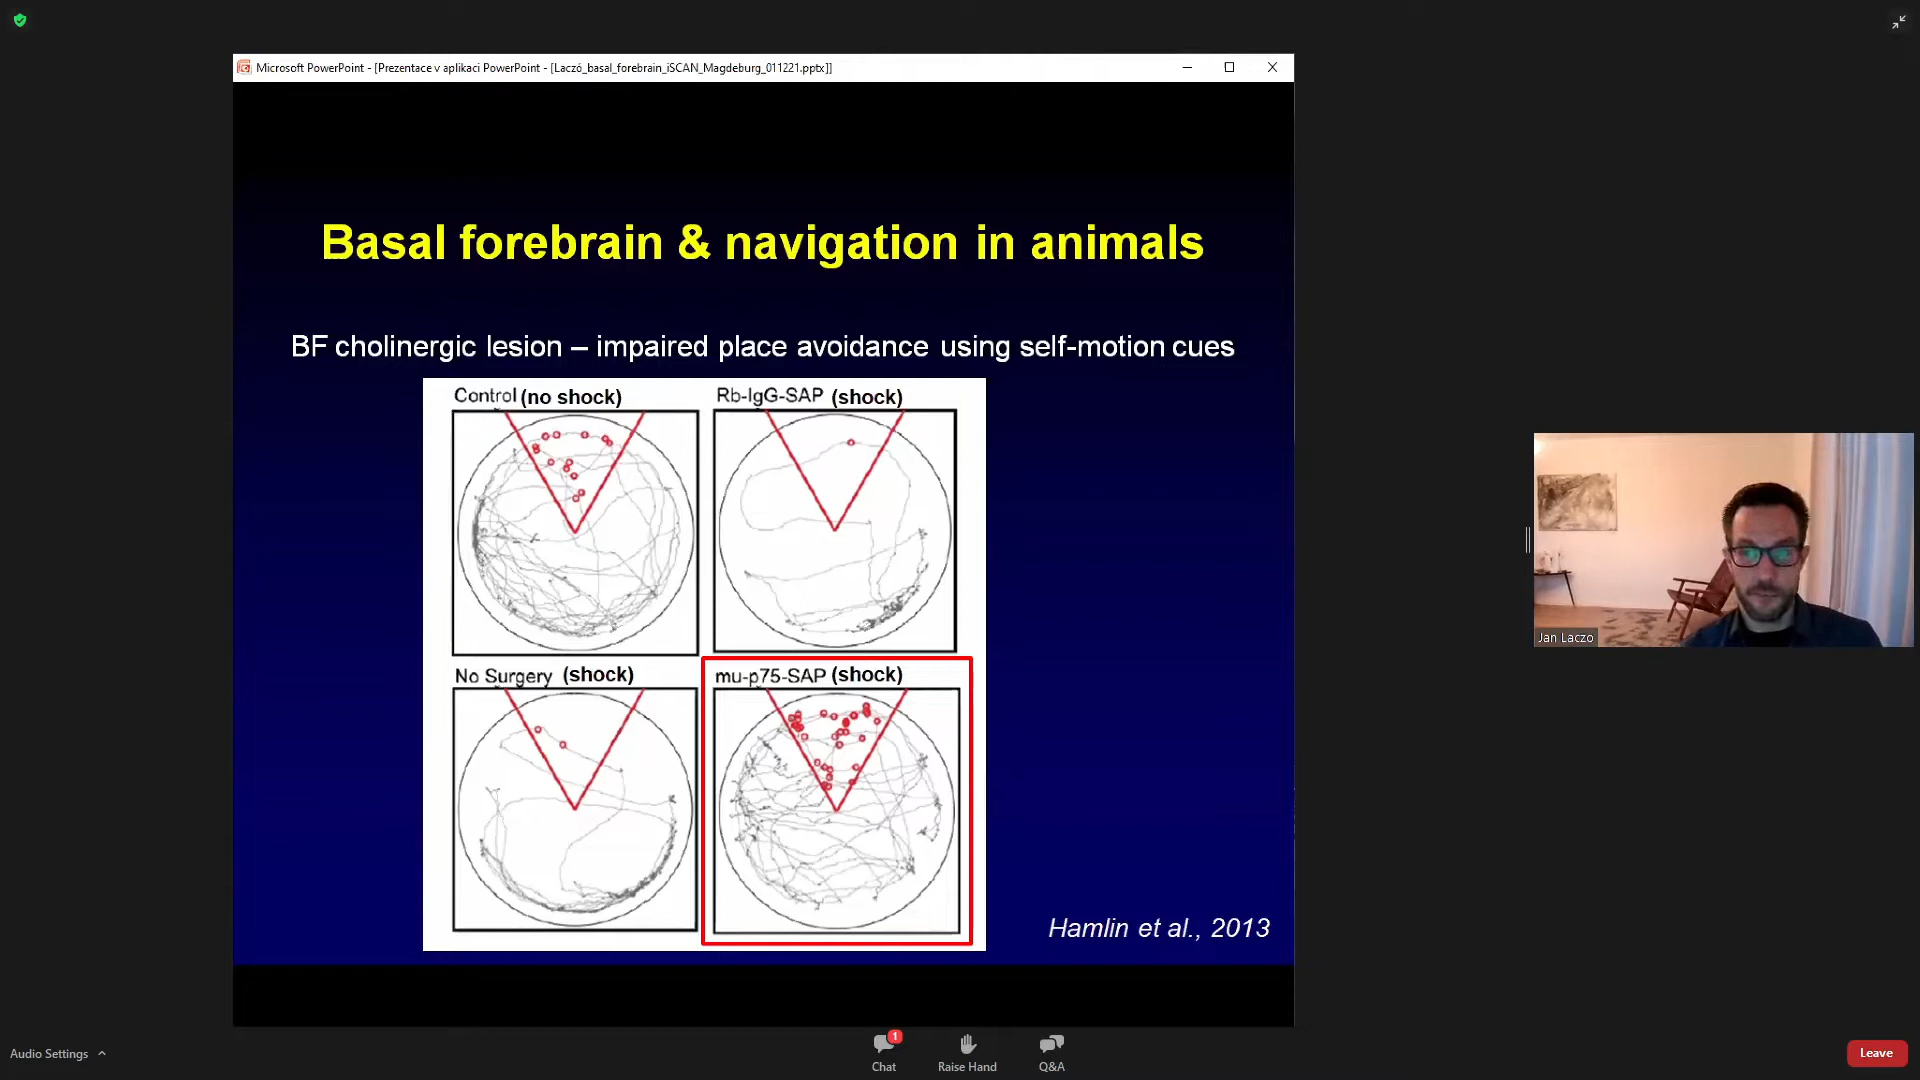 Microsoft PowerPoint - [Prezentace v aplikaci PowerPoint - [Laczó_basal_forebrain_iSCAN_Magdeburg_011221.pptx]]
Basal forebrain & navigation in animals
BF cholinergic lesion – impaired place avoidance using self-motion cues
Control (no shock)
Rb-IgG-SAP (shock)
No Surgery (shock)
mu-p75-SAP (shock)
Hamlin et al., 2013
Jan Laczo
Audio Settings
1
Chat
Raise Hand
Q&A
Leave